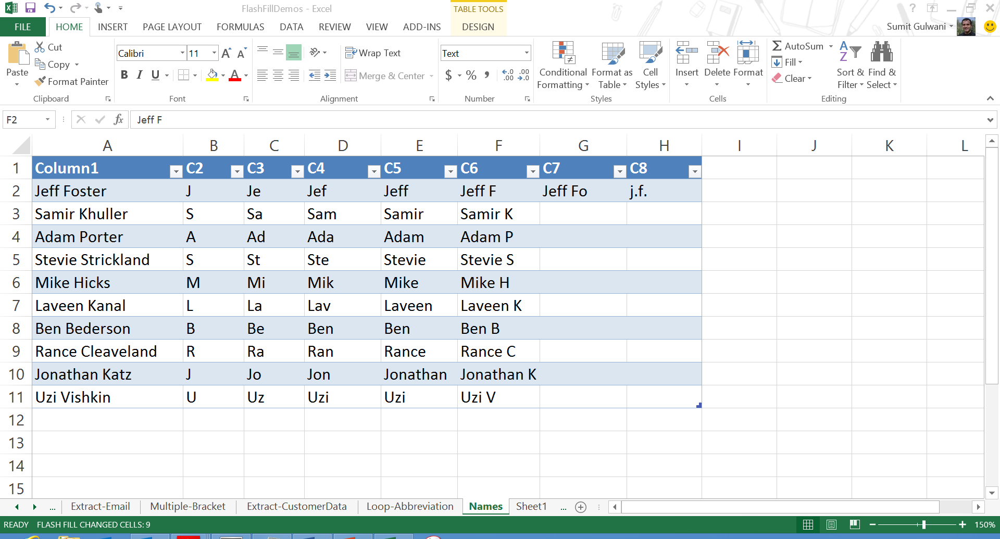 FlashFillDemos - Excel
TABLE TOOLS
?
FILE HOME INSERT PAGE LAYOUT FORMULAS DATA REVIEW VIEW ADD-INS DESIGN
Sumit Gulwani
Paste
Cut
Copy
Format Painter
Clipboard
Calibri 11
A A
B I U A
Font
Wrap Text
Merge & Center
Alignment
Text
$ % , .0 .00 .00 .0
Number
Conditional Formatting
Format as Table
Cell Styles
Styles
Insert Delete Format
Cells
AutoSum
Fill
Clear
Sort & Filter
Find & Select
Editing
F2 fx Jeff F
A B C D E F G H I J K L
1 Column1 C2 C3 C4 C5 C6 C7 C8
2 Jeff Foster J Je Jef Jeff Jeff F Jeff Fo j.f.
3 Samir Khuller S Sa Sam Samir Samir K
4 Adam Porter A Ad Ada Adam Adam P
5 Stevie Strickland S St Ste Stevie Stevie S
6 Mike Hicks M Mi Mik Mike Mike H
7 Laveen Kanal L La Lav Laveen Laveen K
8 Ben Bederson B Be Ben Ben Ben B
9 Rance Cleaveland R Ra Ran Rance Rance C
10 Jonathan Katz J Jo Jon Jonathan Jonathan K
11 Uzi Vishkin U Uz Uzi Uzi Uzi V
12
13
14
15
... Extract-Email Multiple-Bracket Extract-CustomerData Loop-Abbreviation Names Sheet1 ...
READY FLASH FILL CHANGED CELLS: 9 150%